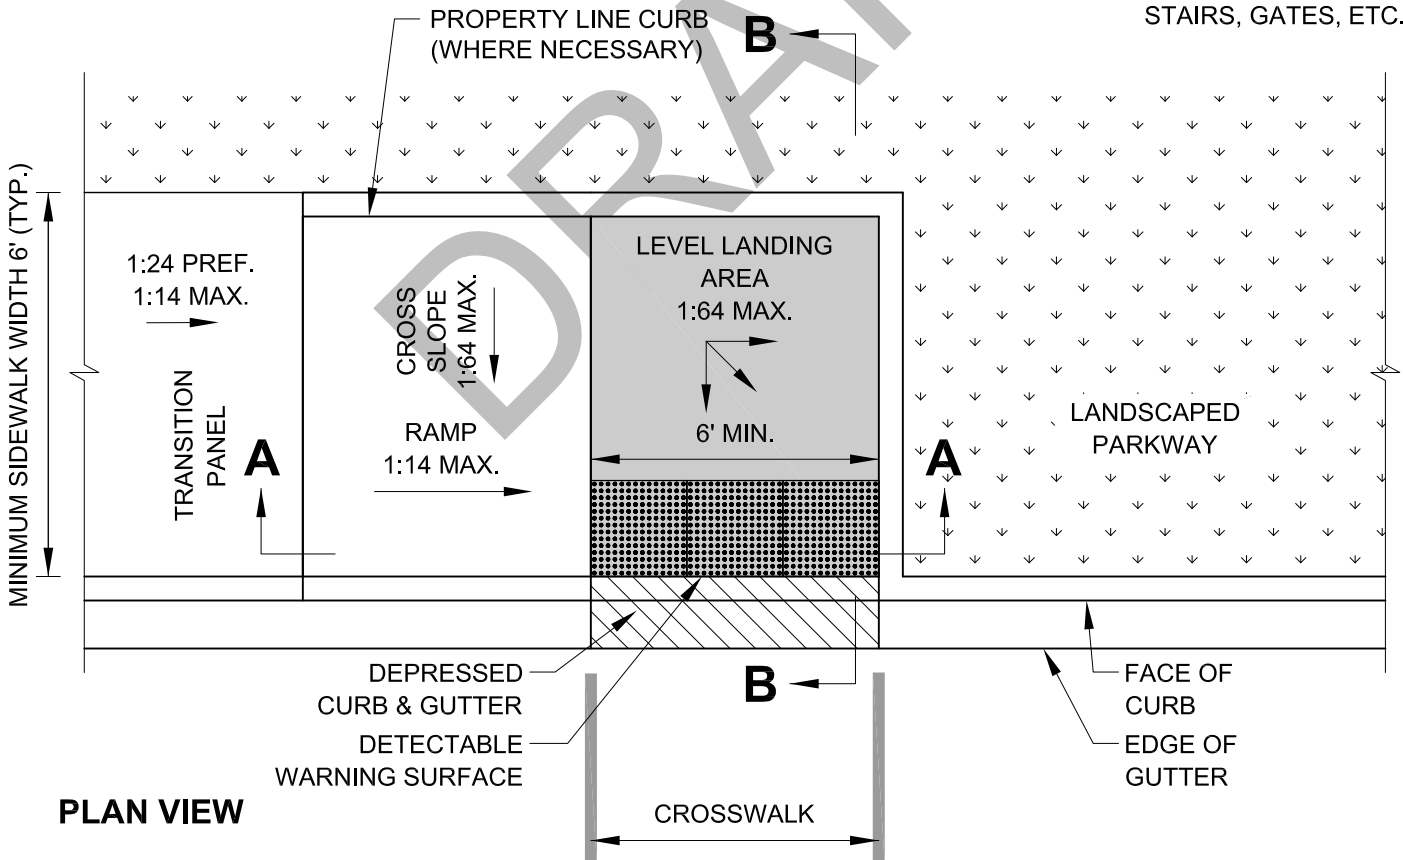 PROPERTY LINE CURB
(WHERE NECESSARY)
B
STAIRS, GATES, ETC.
MINIMUM SIDEWALK WIDTH 6' (TYP.)
1:24 PREF.
1:14 MAX.
TRANSITION
PANEL
A
CROSS
SLOPE
1:64 MAX.
RAMP
1:14 MAX.
LEVEL LANDING
AREA
1:64 MAX.
6' MIN.
A
LANDSCAPED
PARKWAY
DEPRESSED
CURB & GUTTER
DETECTABLE
WARNING SURFACE
B
FACE OF
CURB
EDGE OF
GUTTER
PLAN VIEW
CROSSWALK